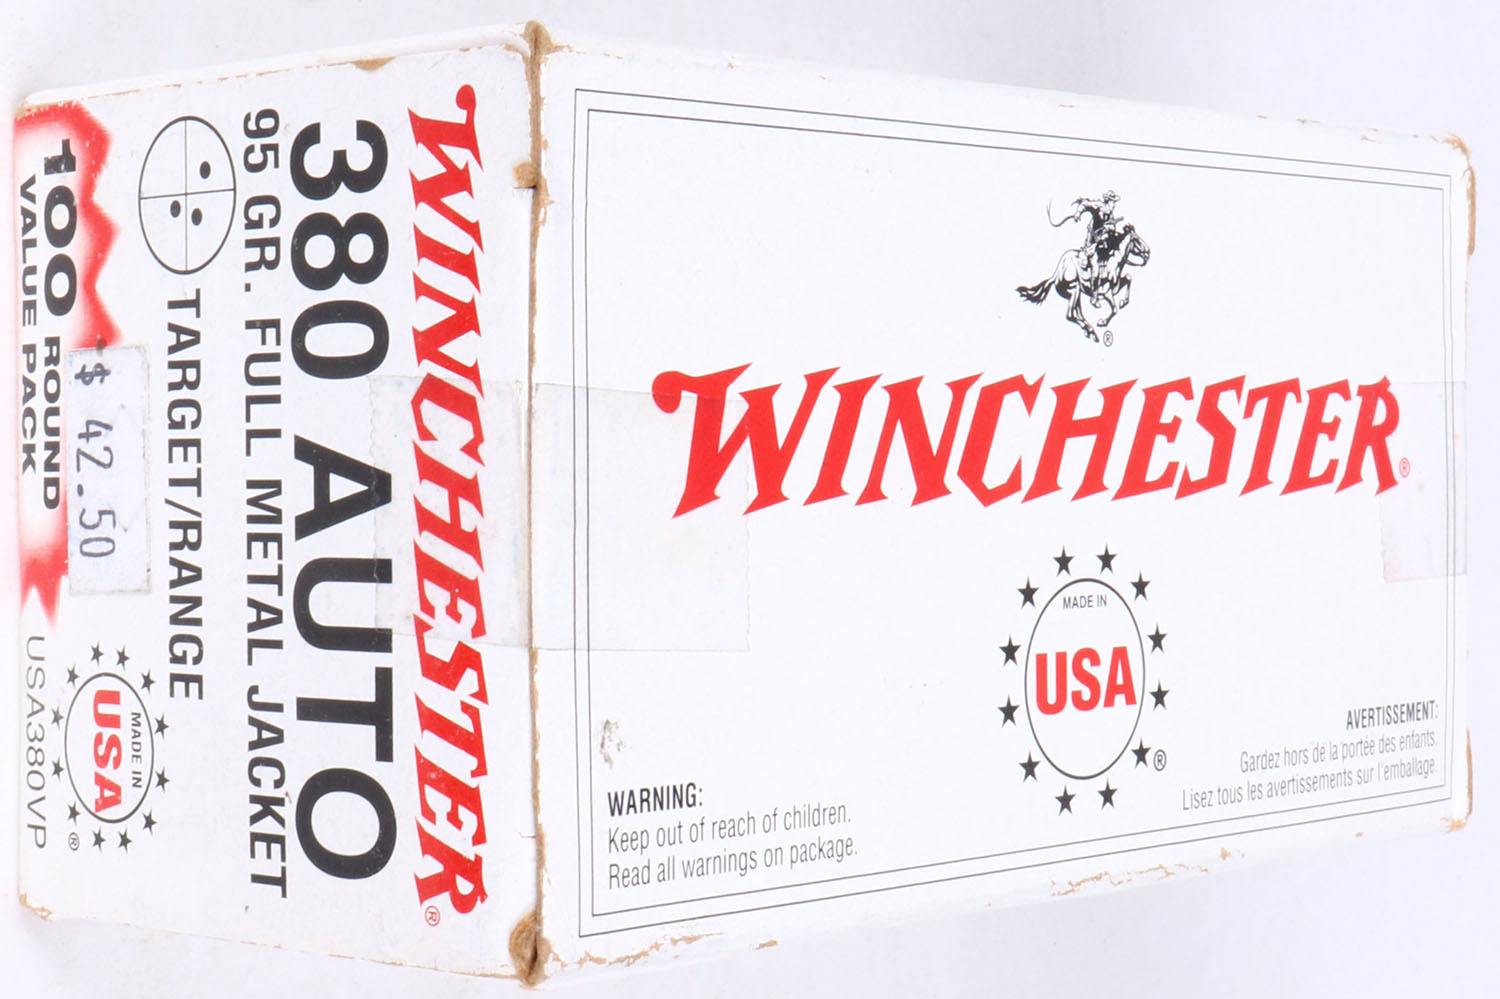 WINCHESTER®
380 AUTO
95 GR. FULL METAL JACKET
TARGET/RANGE
100 ROUND
VALUE PACK
$ 42.50
MADE IN
USA
®
USA380VP
®
WINCHESTER®
MADE IN
USA
®
WARNING:
Keep out of reach of children.
Read all warnings on package.
AVERTISSEMENT:
Gardez hors de la portée des enfants.
Lisez tous les avertissements sur l'emballage.